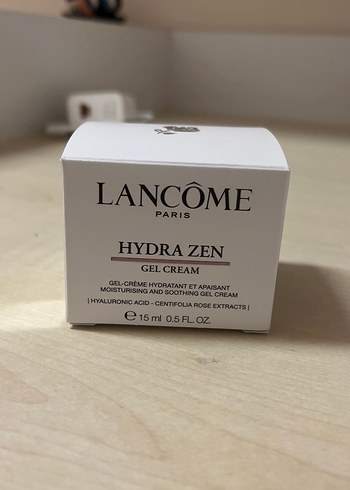 LANCÔME
PARIS
HYDRA ZEN
GEL CREAM
GEL-CRÈME HYDRATANT ET APAISANT
MOISTURISING AND SOOTHING GEL CREAM
| HYALURONIC ACID - CENTIFOLIA ROSE EXTRACTS |
℮ 15 ml 0.5 FL. OZ.